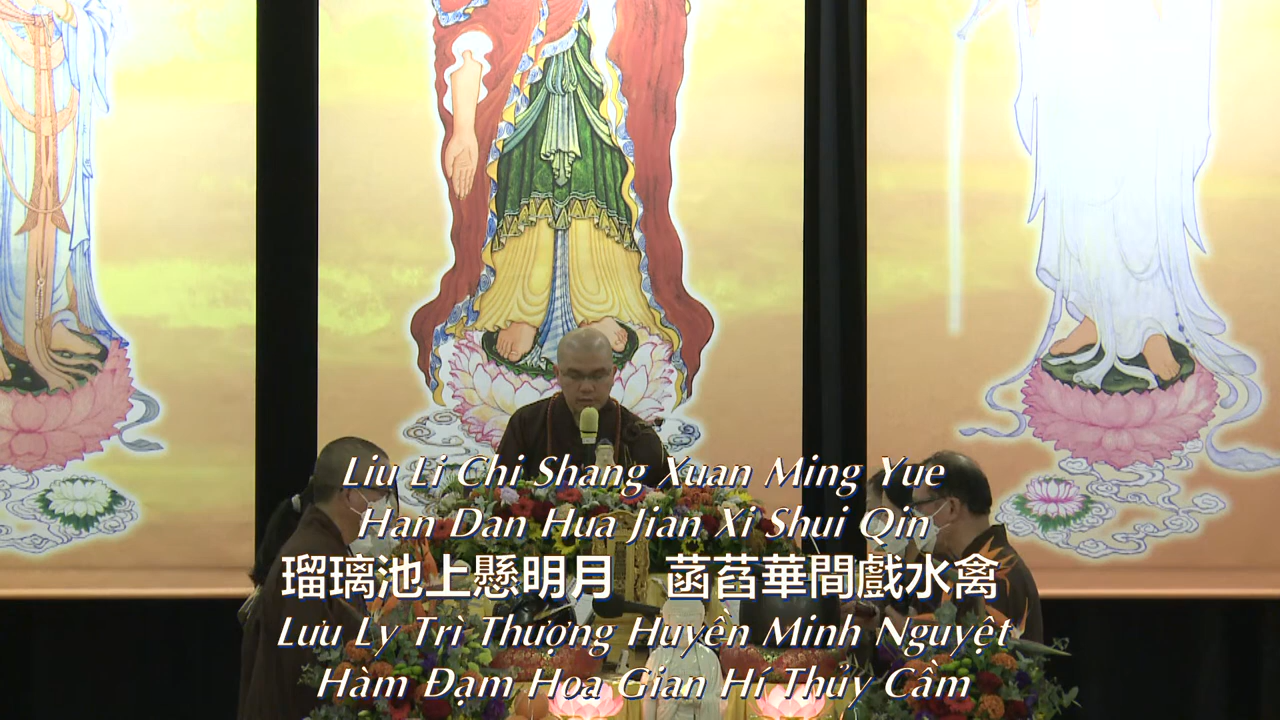 Liu Li Chi Shang Xuan Ming Yue
Han Dan Hua Jian Xi Shui Qin
瑠璃池上懸明月　菡萏華間戲水禽
Lưu Ly Trì Thượng Huyền Minh Nguyệt
Hàm Đạm Hoa Gian Hí Thủy Cầm